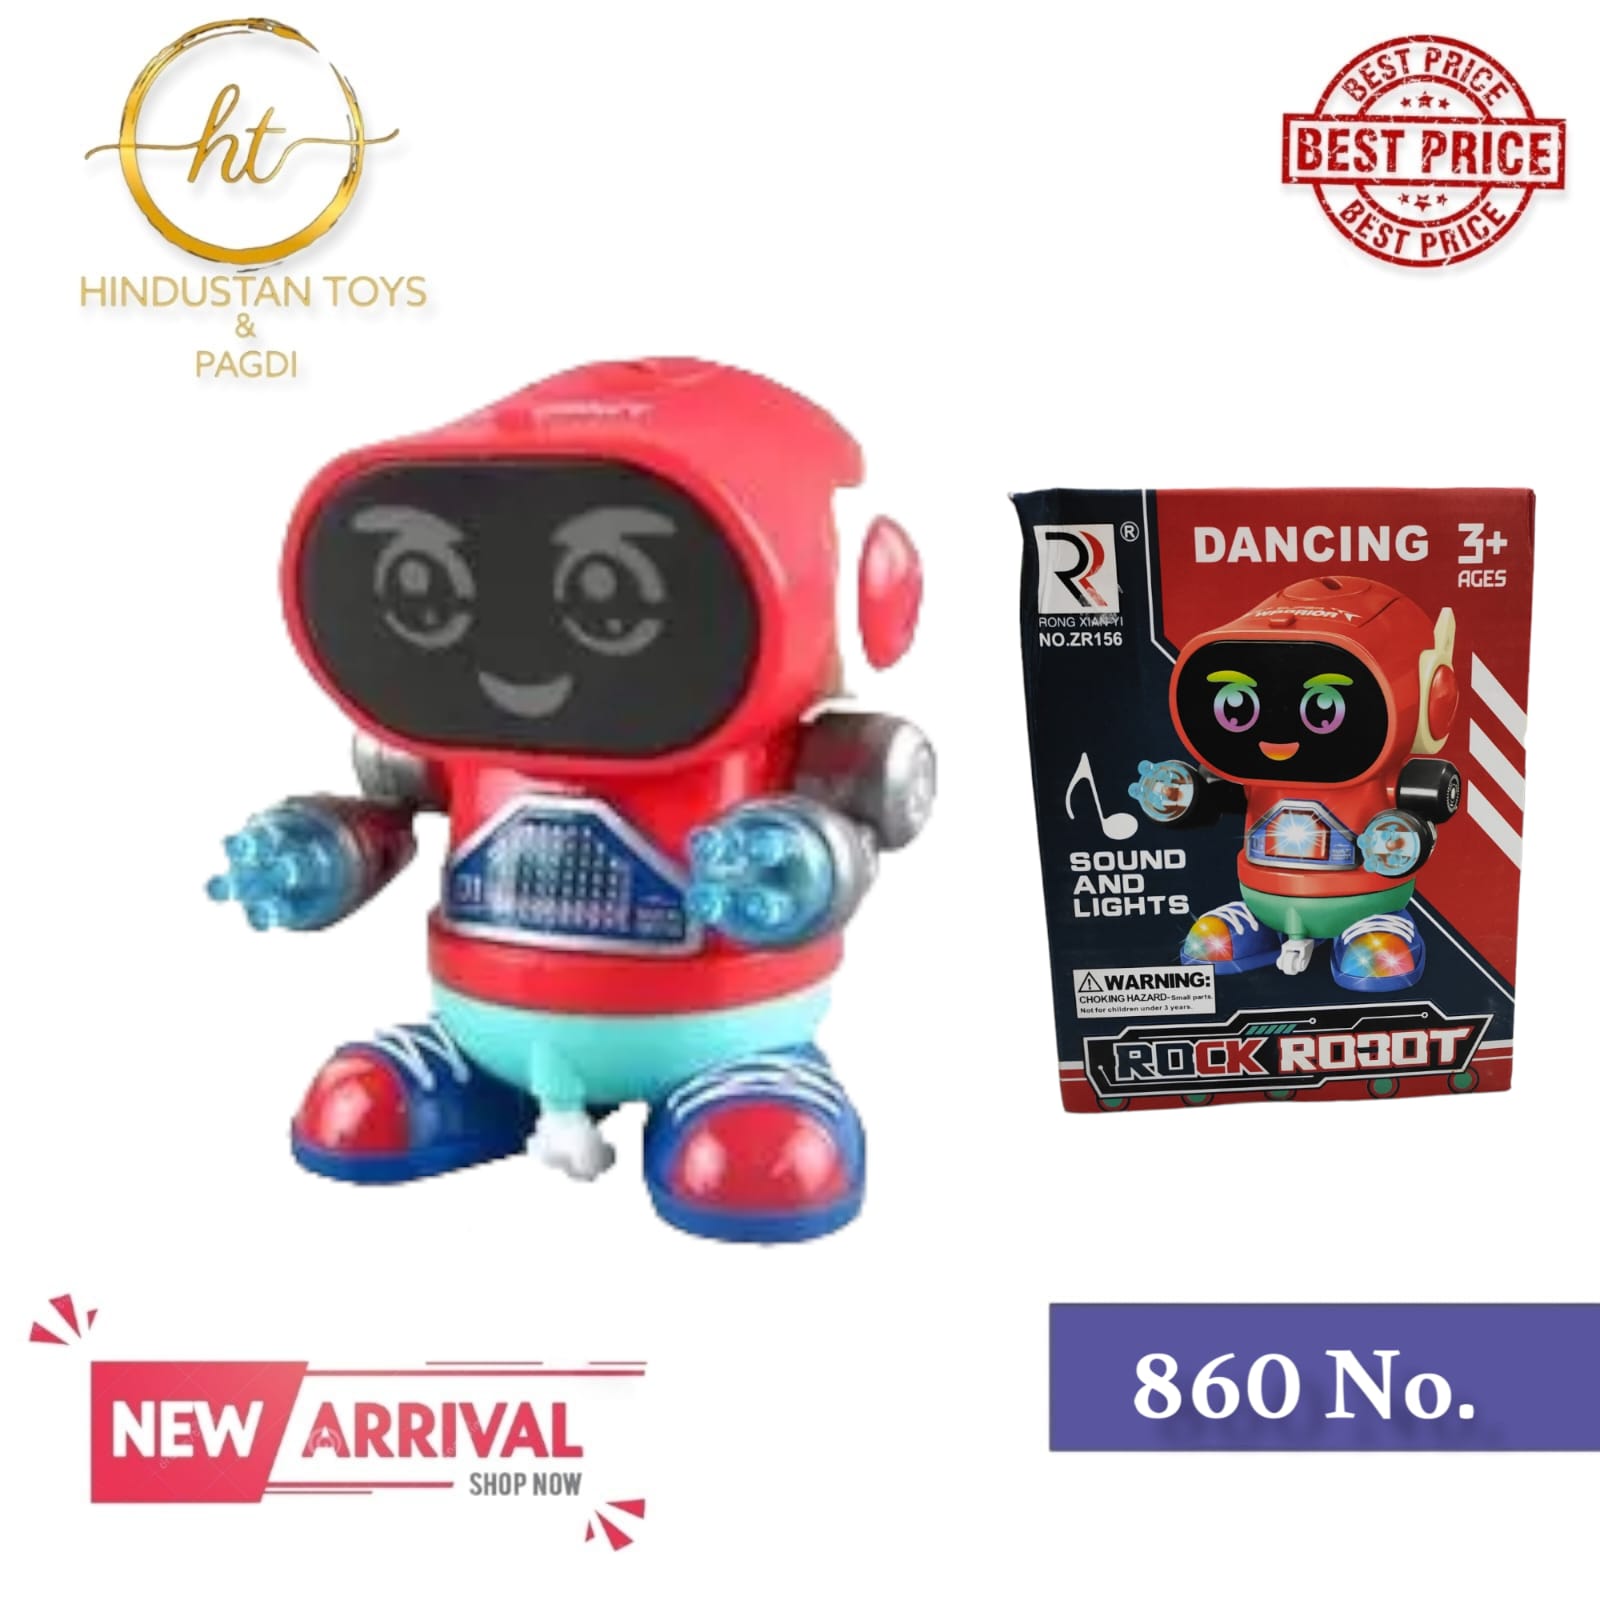 ht
HINDUSTAN TOYS
&
PAGDI
BEST PRICE
BEST PRICE
BEST PRICE
01
R
®
RONG XIAN YI
NO.ZR156
DANCING
3+
AGES
WARRIOR
SOUND
AND
LIGHTS
WARNING:
CHOKING HAZARD-Small parts.
Not for children under 3 years.
ROCK ROBOT
NEW ARRIVAL
SHOP NOW
860 No.